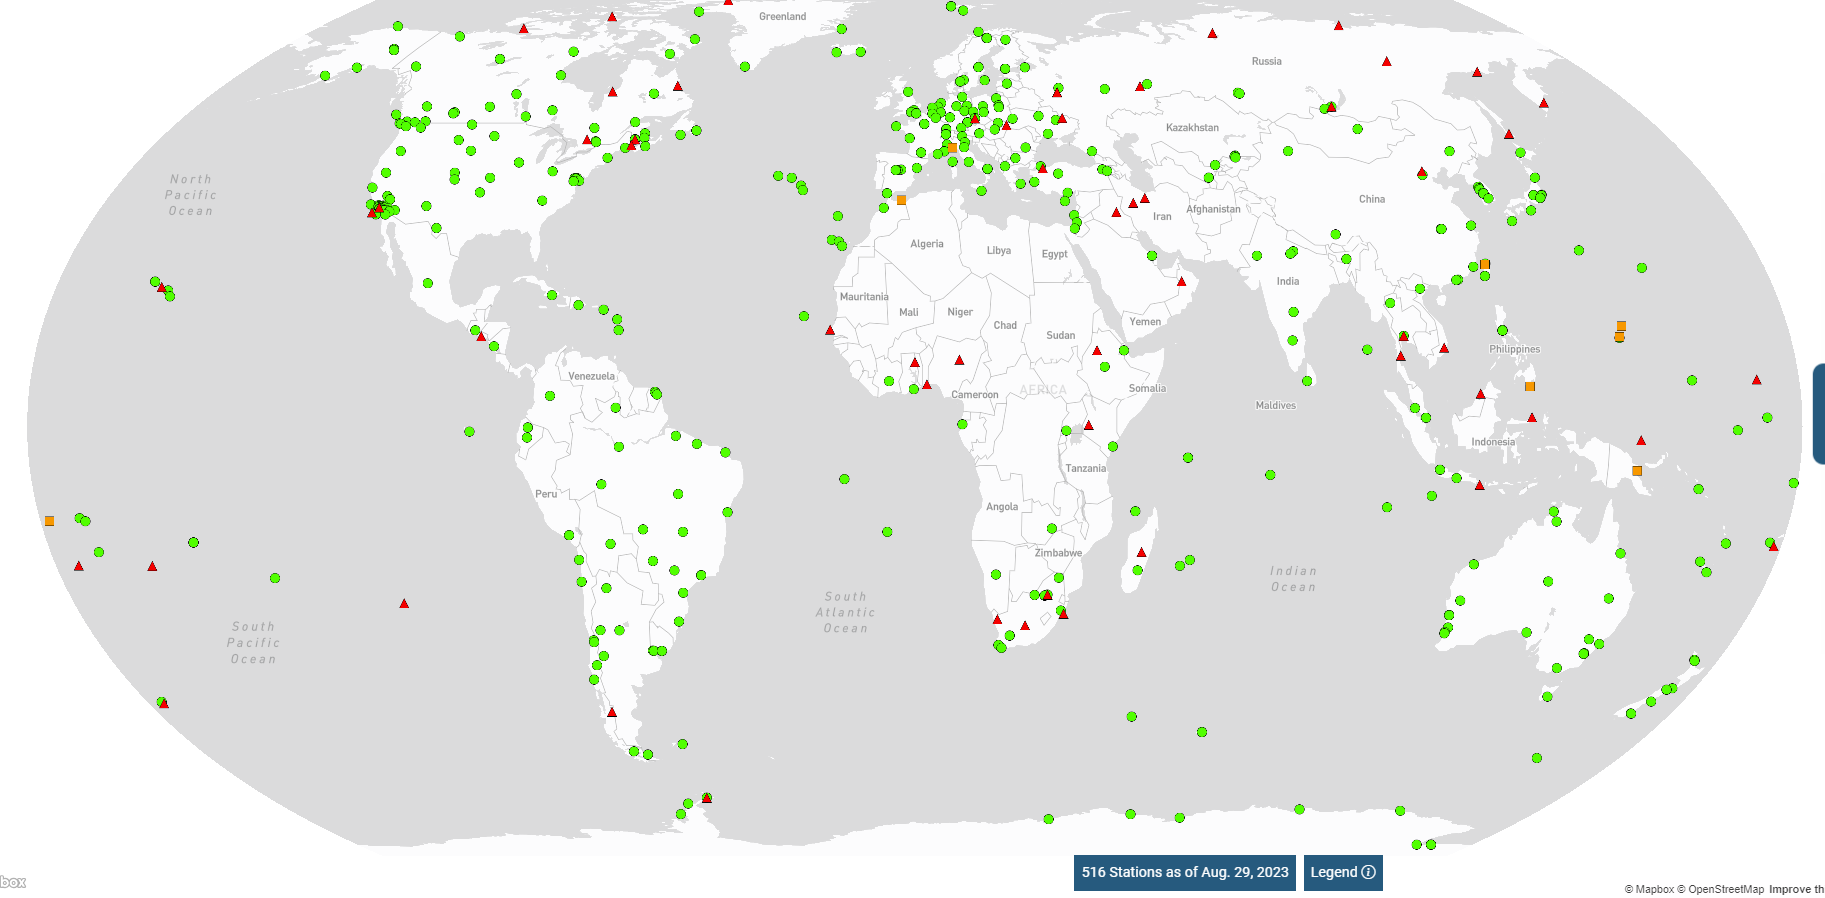 Greenland
Russia
Kazakhstan
North
Pacific
Ocean
China
Iran
Afghanistan
Algeria
Libya
Egypt
India
Mauritania
Mali
Niger
Chad
Sudan
Yemen
Philippines
Venezuela
AFRICA
Somalia
Cameroon
Maldives
Indonesia
Tanzania
Peru
Angola
Zimbabwe
Indian
Ocean
South
Atlantic
Ocean
South
Pacific
Ocean
516 Stations as of Aug. 29, 2023
Legend ⓘ
box
© Mapbox © OpenStreetMap Improve th